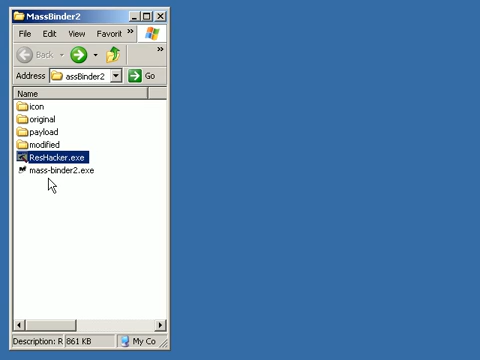 MassBinder2
File Edit View Favorit »
Back »
Address assBinder2 Go
Name
icon
original
payload
modified
ResHacker.exe
mass-binder2.exe
Description: R 861 KB My Co